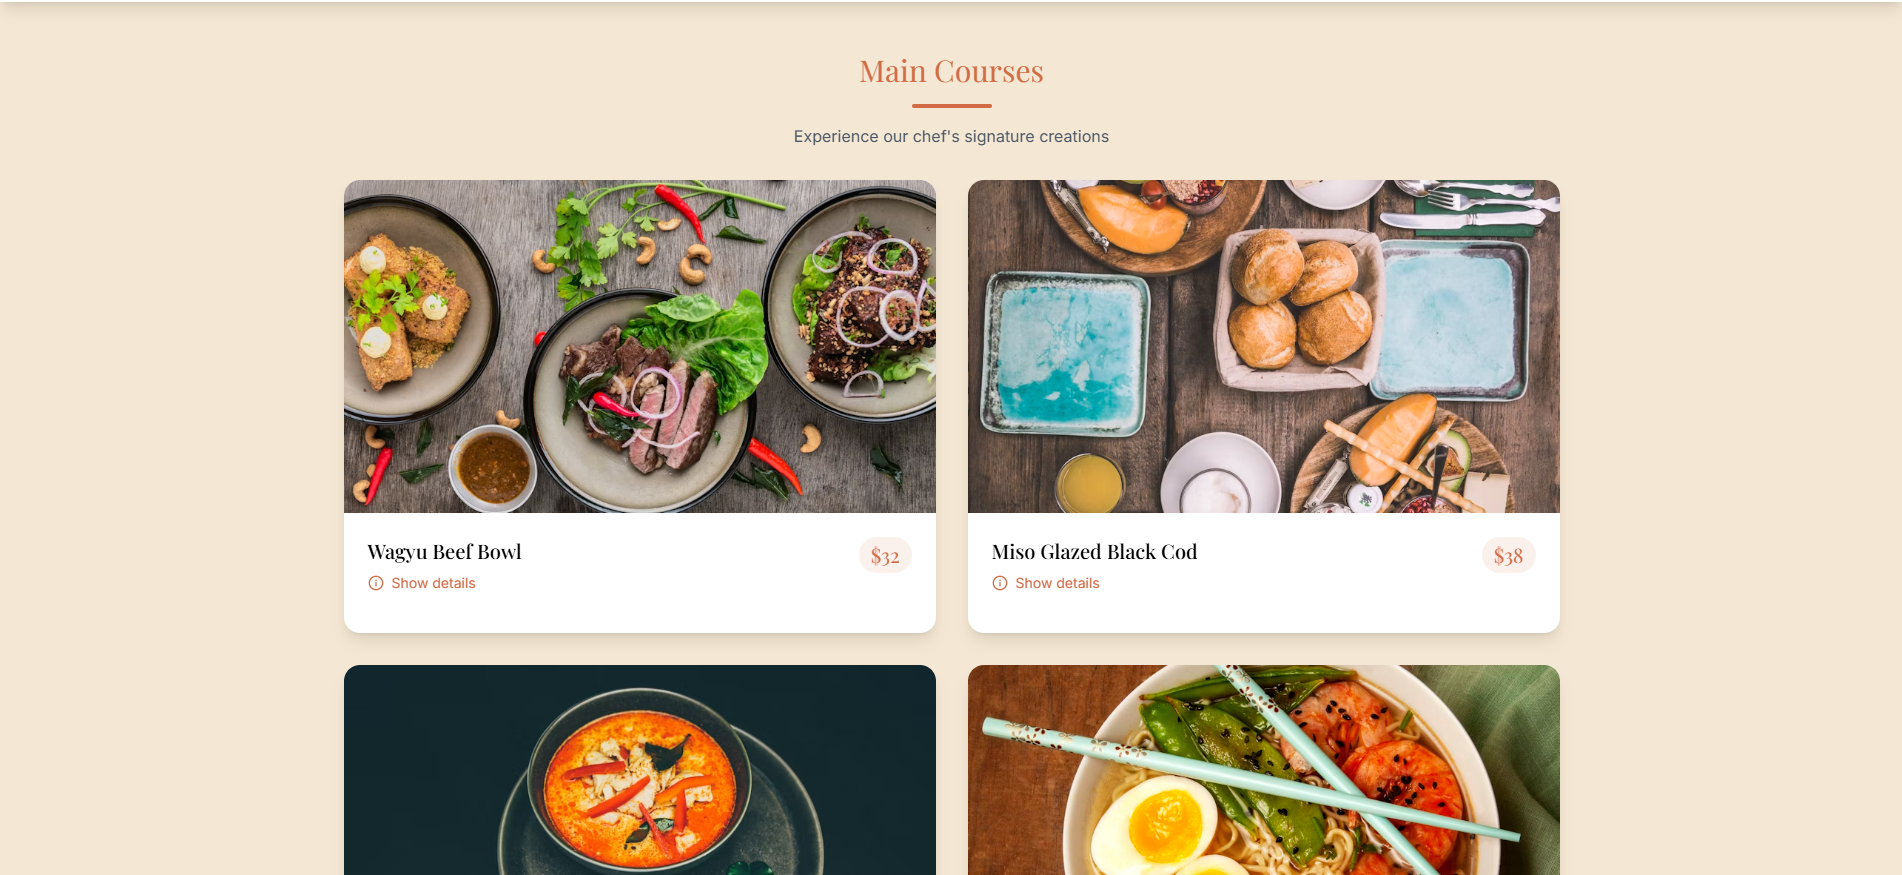 Main Courses
Experience our chef's signature creations
Wagyu Beef Bowl
$32
Show details
Miso Glazed Black Cod
$38
Show details